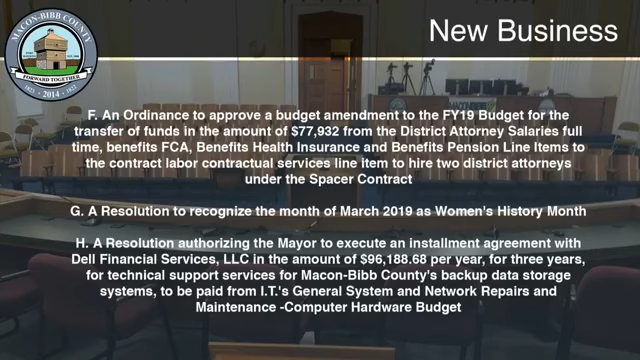 MACON-BIBB COUNTY
FORWARD TOGETHER
1823 • 2014 • 1822
New Business
F. An Ordinance to approve a budget amendment to the FY19 Budget for the
transfer of funds in the amount of $77,932 from the District Attorney Salaries full
time, benefits FCA, Benefits Health Insurance and Benefits Pension Line Items to
the contract labor contractual services line item to hire two district attorneys
under the Spacer Contract
G. A Resolution to recognize the month of March 2019 as Women's History Month
H. A Resolution authorizing the Mayor to execute an installment agreement with
Dell Financial Services, LLC in the amount of $96,188.68 per year, for three years,
for technical support services for Macon-Bibb County's backup data storage
systems, to be paid from I.T.'s General System and Network Repairs and
Maintenance -Computer Hardware Budget